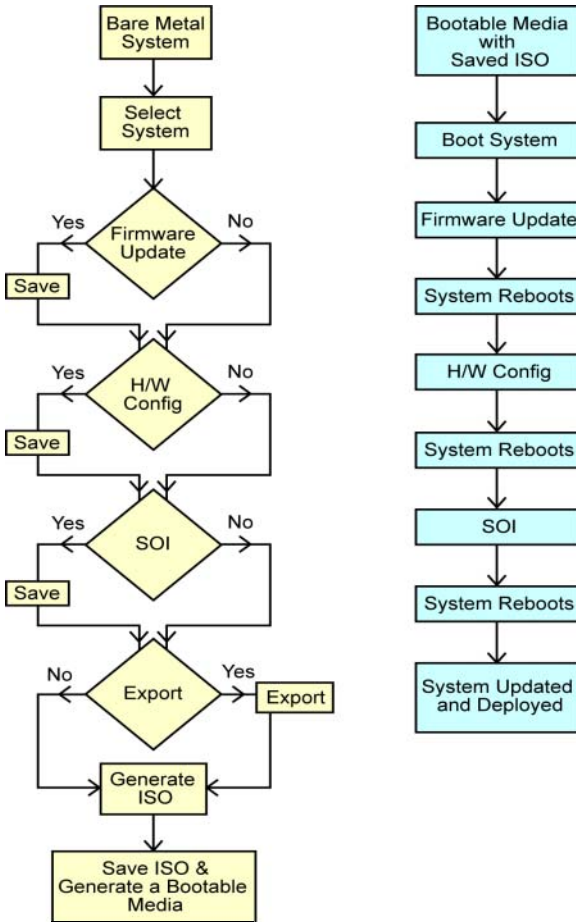 Bare Metal
System
Select
System
Yes
No
Firmware
Update
Save
Yes
No
H/W
Config
Save
Yes
No
SOI
Save
No
Yes
Export
Export
Generate
ISO
Save ISO &
Generate a Bootable
Media
Bootable Media
with
Saved ISO
Boot System
Firmware Update
System Reboots
H/W Config
System Reboots
SOI
System Reboots
System Updated
and Deployed